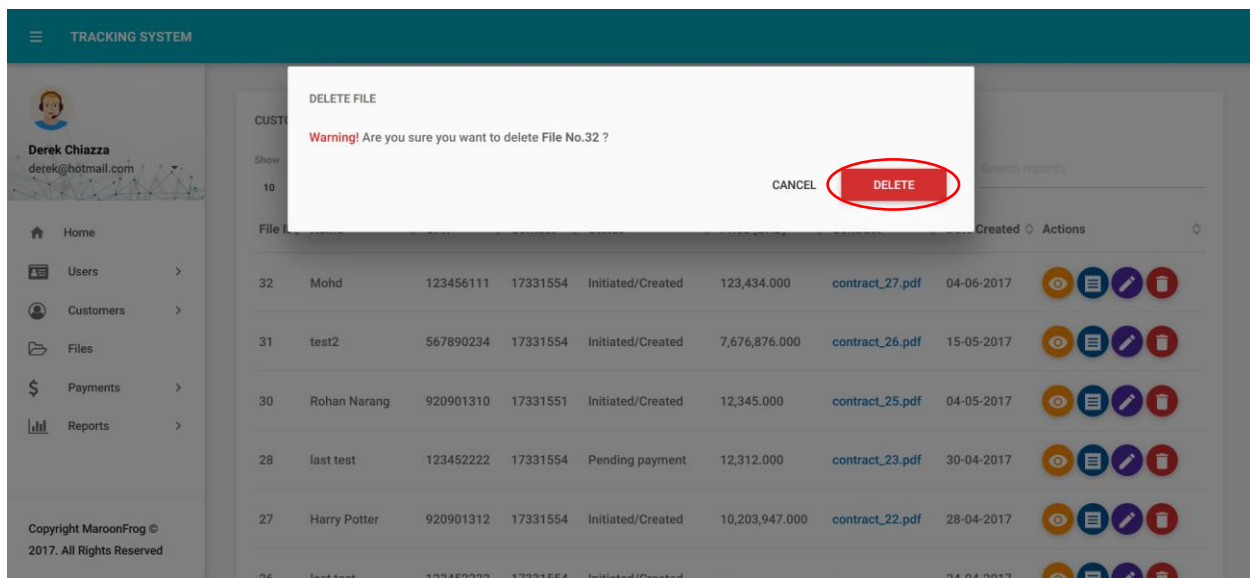 TRACKING SYSTEM
DELETE FILE
Warning! Are you sure you want to delete File No.32 ?
CANCEL DELETE
Derek Chiazza
derek@hotmail.com
Home
Users
Customers
Files
Payments
Reports
Copyright MaroonFrog ©
2017. All Rights Reserved
Show
10
Search records
Created Actions
32 Mohd 123456111 17331554 Initiated/Created 123,434.000 contract_27.pdf 04-06-2017
31 test2 567890234 17331554 Initiated/Created 7,676,876.000 contract_26.pdf 15-05-2017
30 Rohan Narang 920901310 17331551 Initiated/Created 12,345.000 contract_25.pdf 04-05-2017
28 last test 123452222 17331554 Pending payment 12,312.000 contract_23.pdf 30-04-2017
27 Harry Potter 920901312 17331554 Initiated/Created 10,203,947.000 contract_22.pdf 28-04-2017